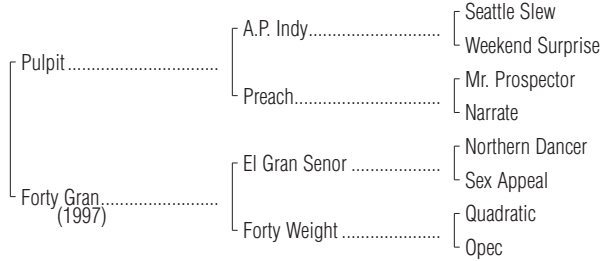 Seattle Slew
A.P. Indy
Weekend Surprise
Pulpit
Mr. Prospector
Preach
Narrate
Northern Dancer
El Gran Senor
Sex Appeal
Forty Gran
(1997)
Quadratic
Forty Weight
Opec